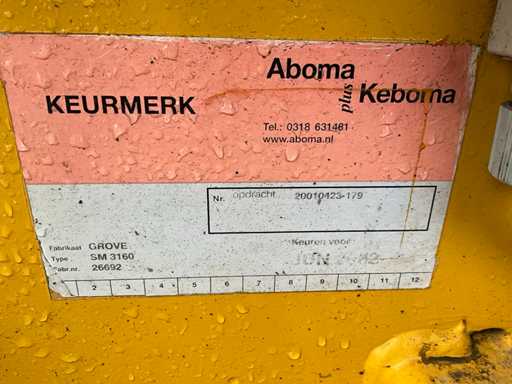 KEURMERK
Aboma
plus
Keboma
Tel.: 0318 631481
www.aboma.nl
Nr. opdracht 20010423-179
Fabrikaat GROVE
Type SM 3160
Fabr.nr. 26692
Keuren voor
JUN
2 3 4 5 6 7 8 9 10 11 12